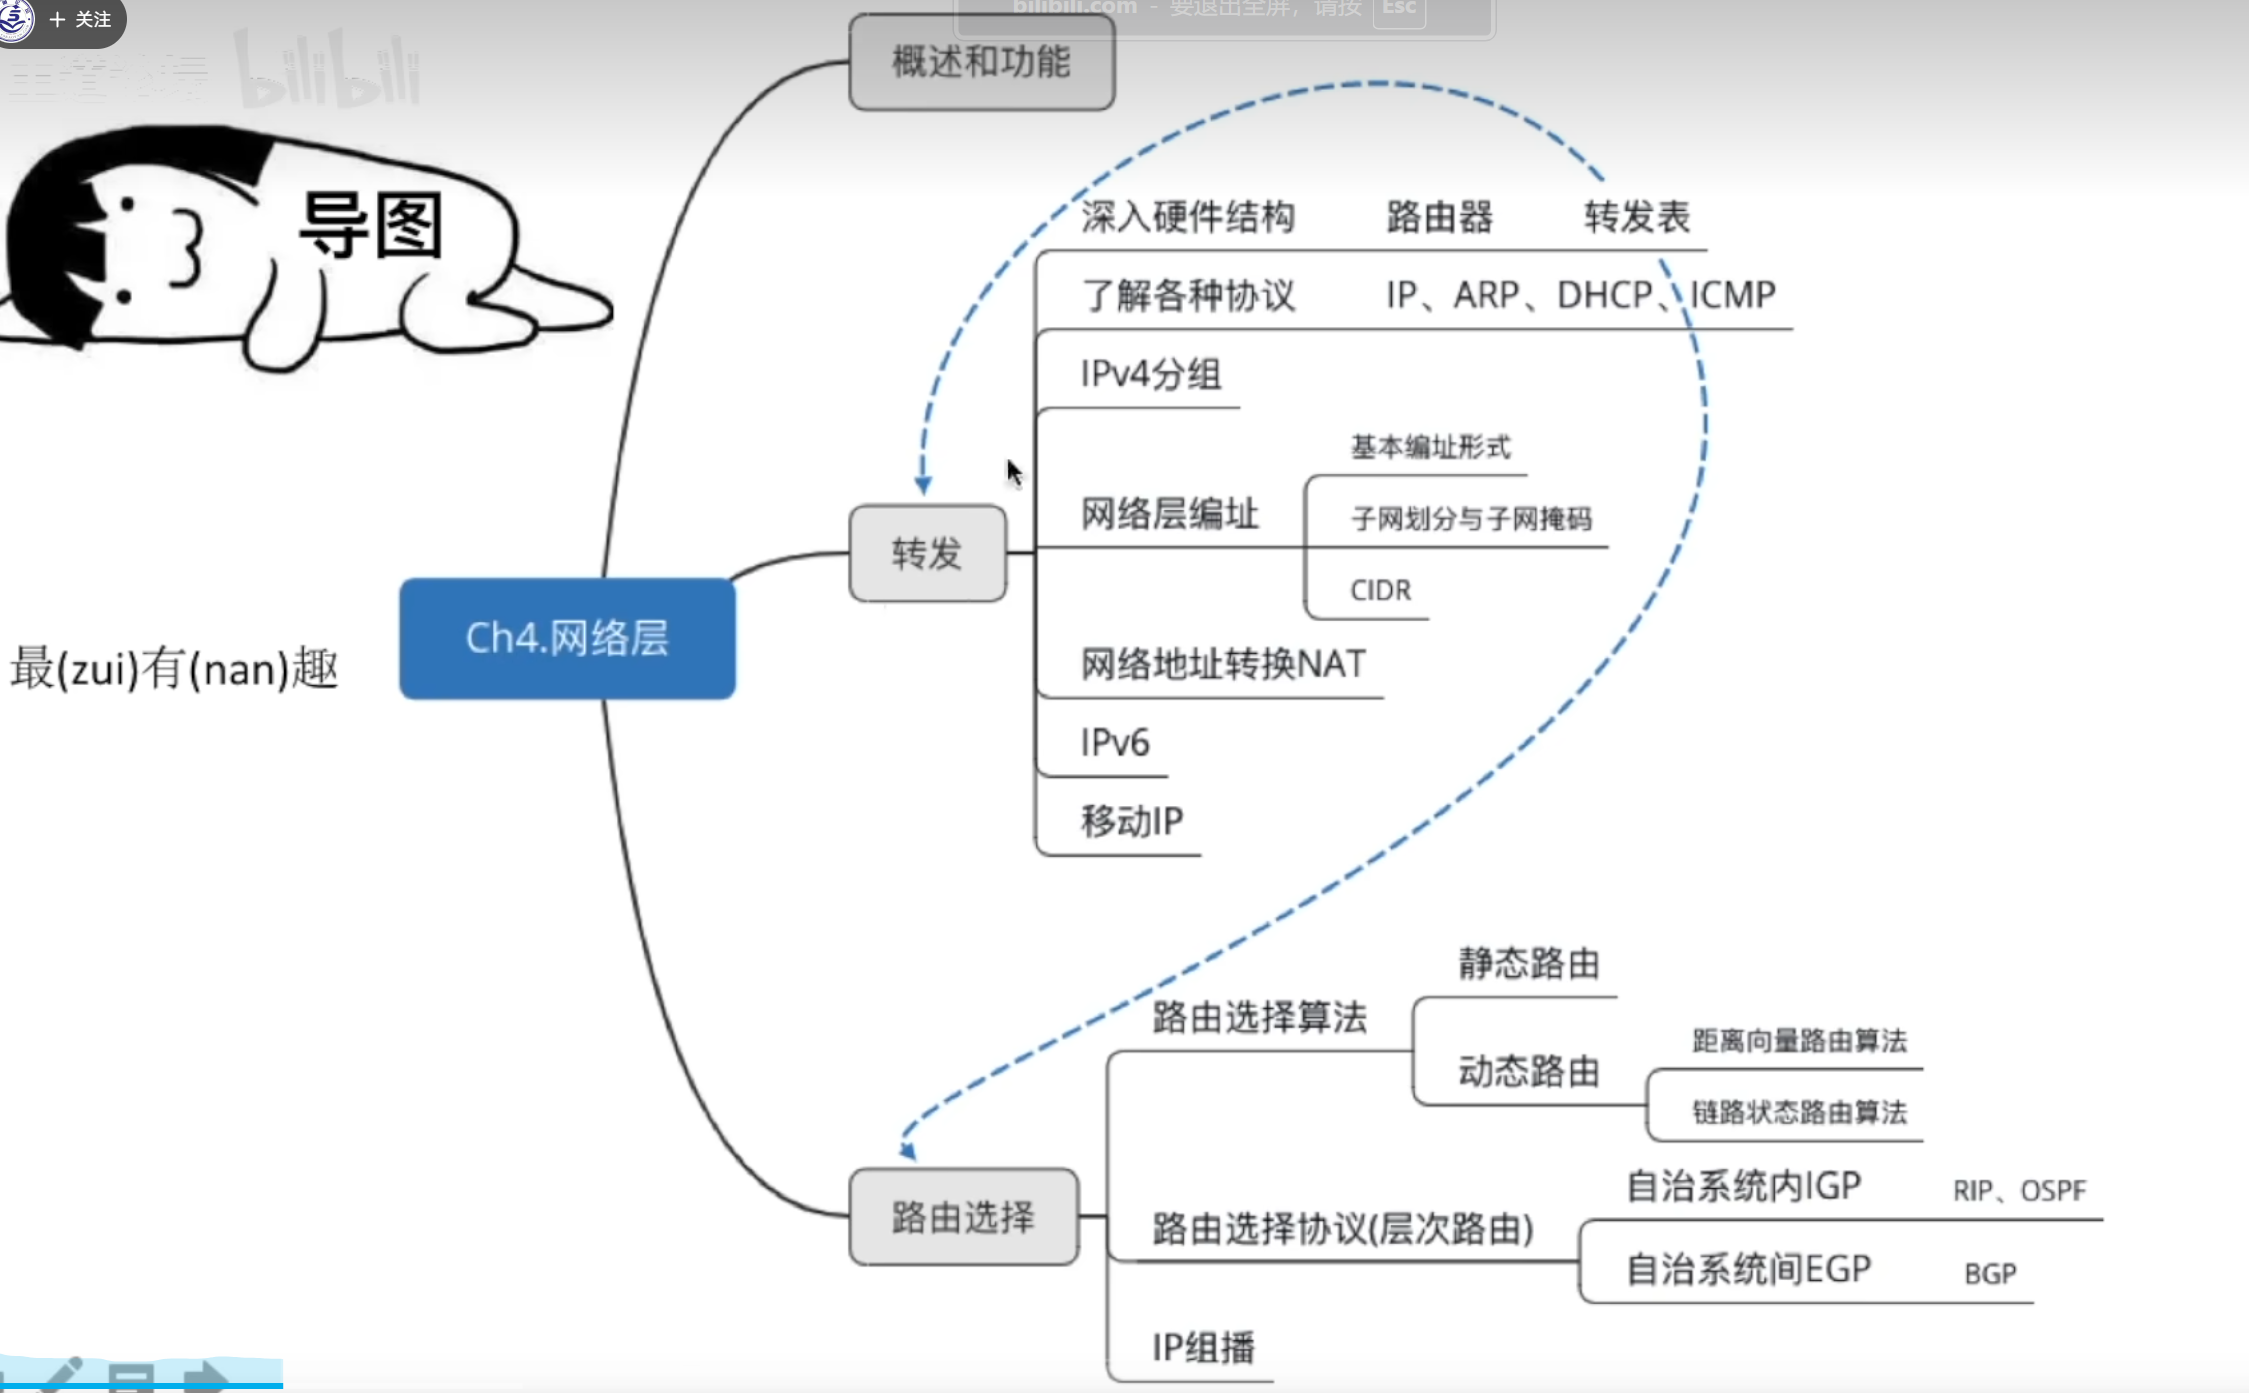 + 关注
bilibili.com - 要退出全屏，请按 Esc
bilibili
概述和功能
导图
深入硬件结构 路由器 转发表
了解各种协议 IP、ARP、DHCP、ICMP
IPv4分组
基本编址形式
网络层编址
子网划分与子网掩码
CIDR
转发
Ch4.网络层
最(zui)有(nan)趣
网络地址转换NAT
IPv6
移动IP
静态路由
路由选择算法
动态路由
距离向量路由算法
链路状态路由算法
路由选择
自治系统内IGP RIP、OSPF
路由选择协议(层次路由)
自治系统间EGP BGP
IP组播